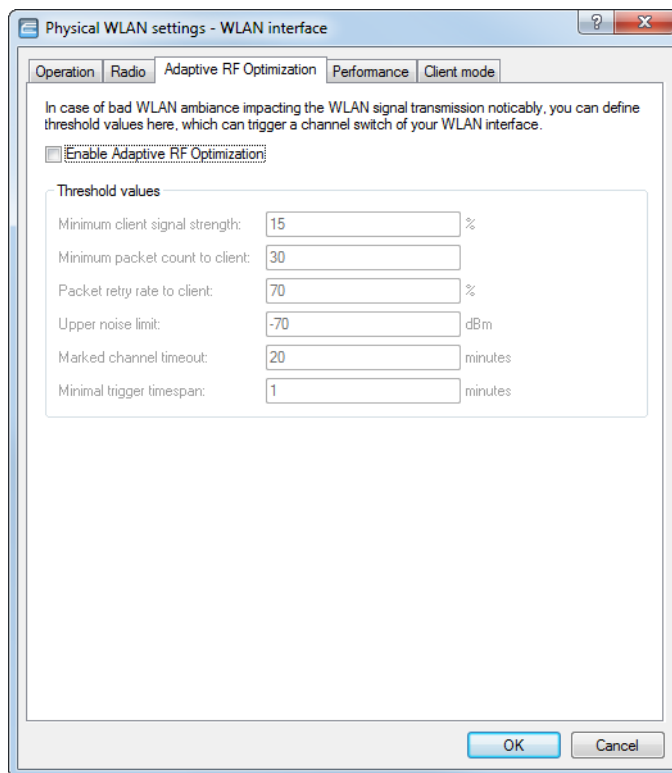 Physical WLAN settings - WLAN interface
Operation Radio Adaptive RF Optimization Performance Client mode
In case of bad WLAN ambiance impacting the WLAN signal transmission noticably, you can define
threshold values here, which can trigger a channel switch of your WLAN interface.
Enable Adaptive RF Optimization
Threshold values
Minimum client signal strength: 15 %
Minimum packet count to client: 30
Packet retry rate to client: 70 %
Upper noise limit: -70 dBm
Marked channel timeout: 20 minutes
Minimal trigger timespan: 1 minutes
OK Cancel